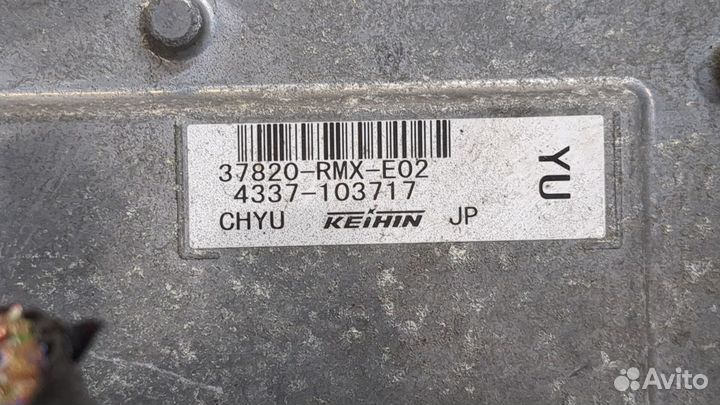 37820-RMX-E02
4337-103717
CHYU KEIHIN JP
YU
Avito